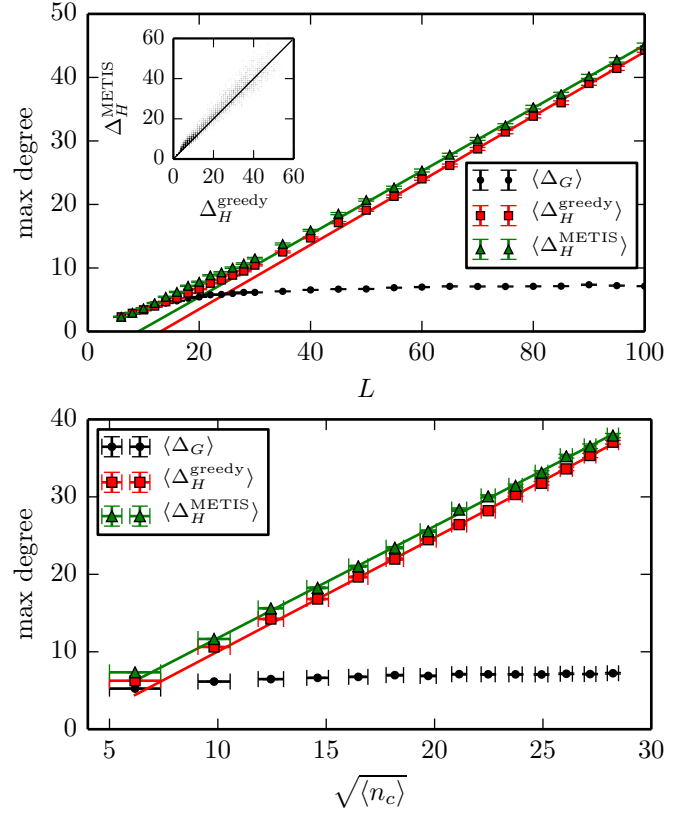 50
40
30
20
10
0
max degree
60
40
20
0
Δ_H^METIS
0 20 40 60
Δ_H^greedy
⟨Δ_G⟩
⟨Δ_H^greedy⟩
⟨Δ_H^METIS⟩
0 20 40 60 80 100
L
40
30
20
10
0
max degree
⟨Δ_G⟩
⟨Δ_H^greedy⟩
⟨Δ_H^METIS⟩
5 10 15 20 25 30
√⟨n_c⟩